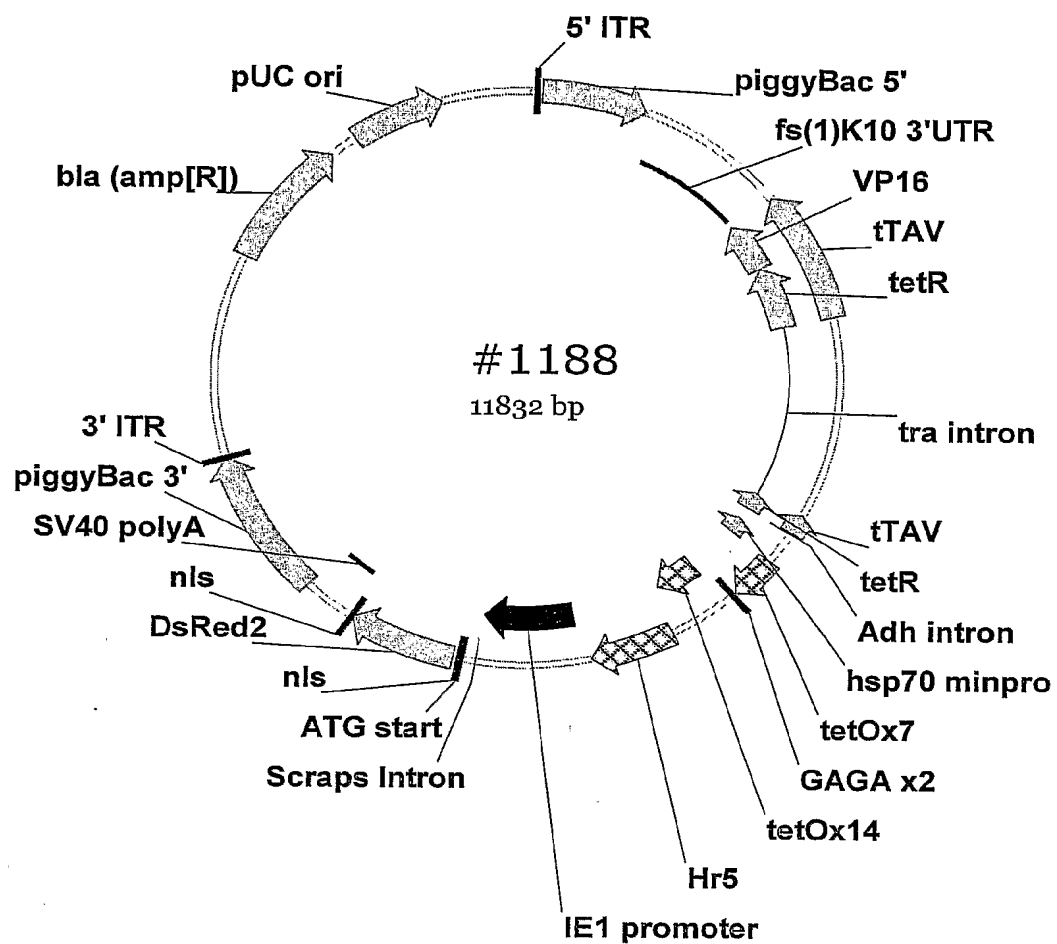 5' ITR
pUC ori
piggyBac 5'
fs(1)K10 3'UTR
bla (amp[R])
VP16
tTAV
tetR
#1188
11832 bp
tra intron
3' ITR
piggyBac 3'
SV40 polyA
tTAV
nls
tetR
DsRed2
Adh intron
nls
hsp70 minpro
ATG start
tetOx7
Scraps Intron
GAGA x2
tetOx14
Hr5
IE1 promoter